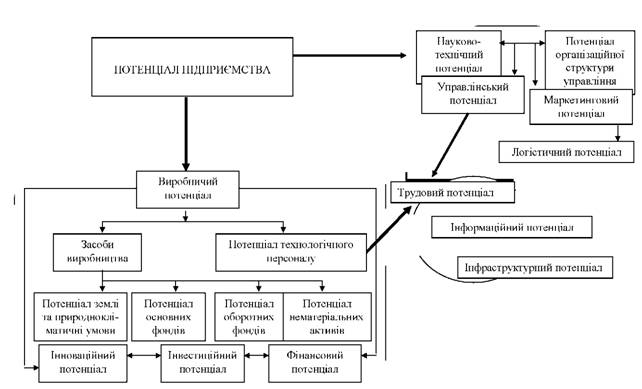 ПОТЕНЦІАЛ ПІДПРИЄМСТВА
Науково-
технічний
потенціал
Потенціал
організаційної
структури
управління
Управлінський
потенціал
Маркетинговий
потенціал
Логістичний потенціал
Виробничий
потенціал
Трудовий потенціал
Інформаційний потенціал
Інфраструктурний потенціал
Засоби
виробництва
Потенціал технологічного
персоналу
Потенціал землі
та природноклі-
матичні умови
Потенціал
основних
фондів
Потенціал
оборотних
фондів
Потенціал
нематеріальних
активів
Інноваційний
потенціал
Інвестиційний
потенціал
Фінансовий
потенціал